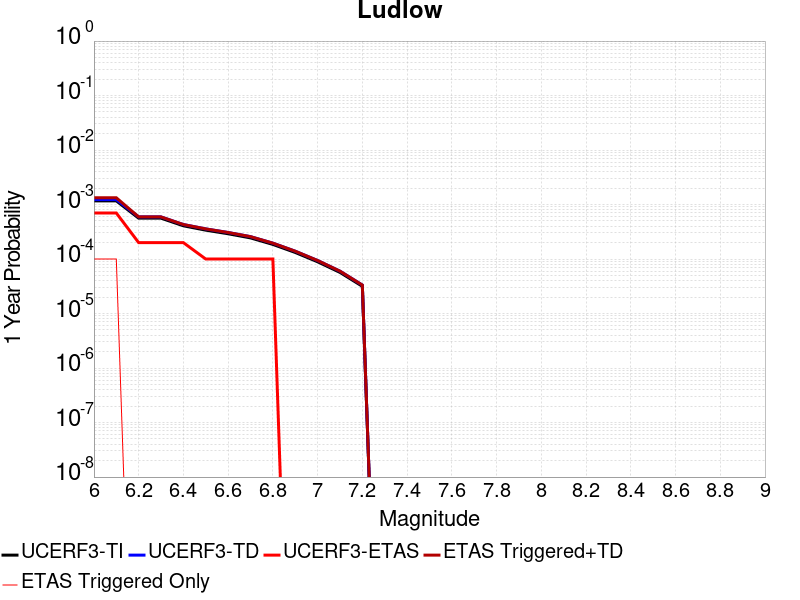 Ludlow
10^0
10^-1
10^-2
10^-3
10^-4
10^-5
10^-6
10^-7
10^-8
1 Year Probability
6 6.2 6.4 6.6 6.8 7 7.2 7.4 7.6 7.8 8 8.2 8.4 8.6 8.8 9
Magnitude
UCERF3-TI UCERF3-TD UCERF3-ETAS ETAS Triggered+TD
ETAS Triggered Only